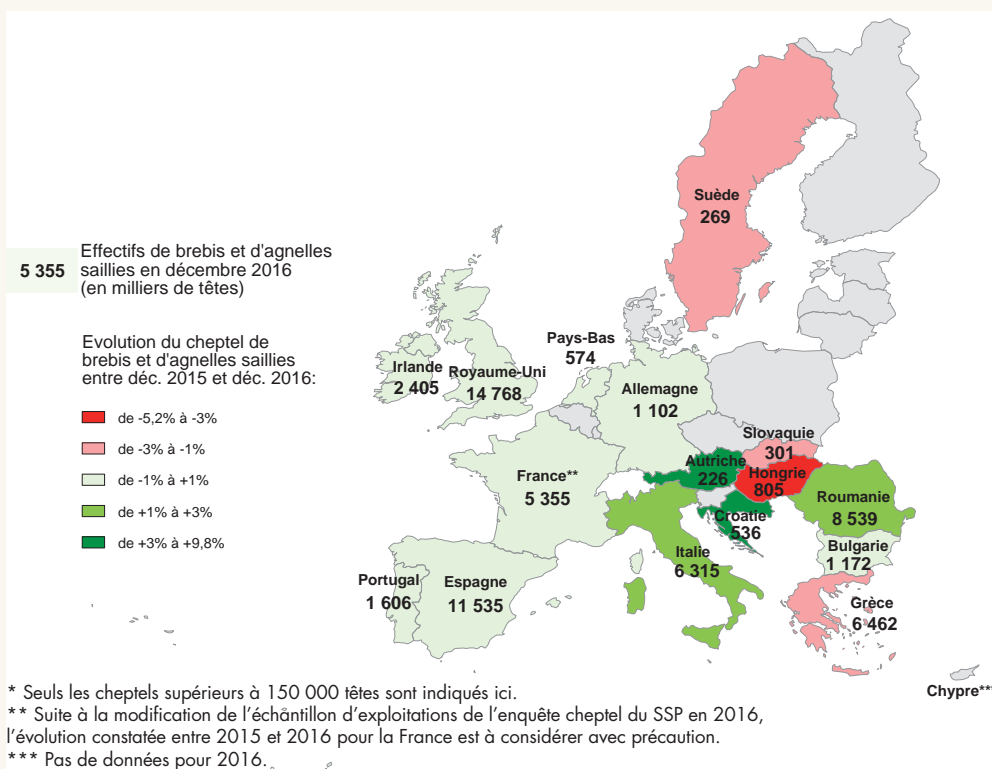 Suède
269
5 355
Effectifs de brebis et d'agnelles
saillies en décembre 2016
(en milliers de têtes)
Evolution du cheptel de
brebis et d'agnelles saillies
entre déc. 2015 et déc. 2016:
de -5,2% à -3%
de -3% à -1%
de -1% à +1%
de +1% à +3%
de +3% à +9,8%
Pays-Bas
574
Irlande
2 405
Royaume-Uni
14 768
Allemagne
1 102
Slovaquie
301
Autriche
226
Hongrie
805
France**
5 355
Roumanie
8 539
Croatie
536
Italie
6 315
Bulgarie
1 172
Portugal
1 606
Espagne
11 535
Grèce
6 462
Chypre***
* Seuls les cheptels supérieurs à 150 000 têtes sont indiqués ici.
** Suite à la modification de l'échantillon d'exploitations de l'enquête cheptel du SSP en 2016,
l'évolution constatée entre 2015 et 2016 pour la France est à considérer avec précaution.
*** Pas de données pour 2016.